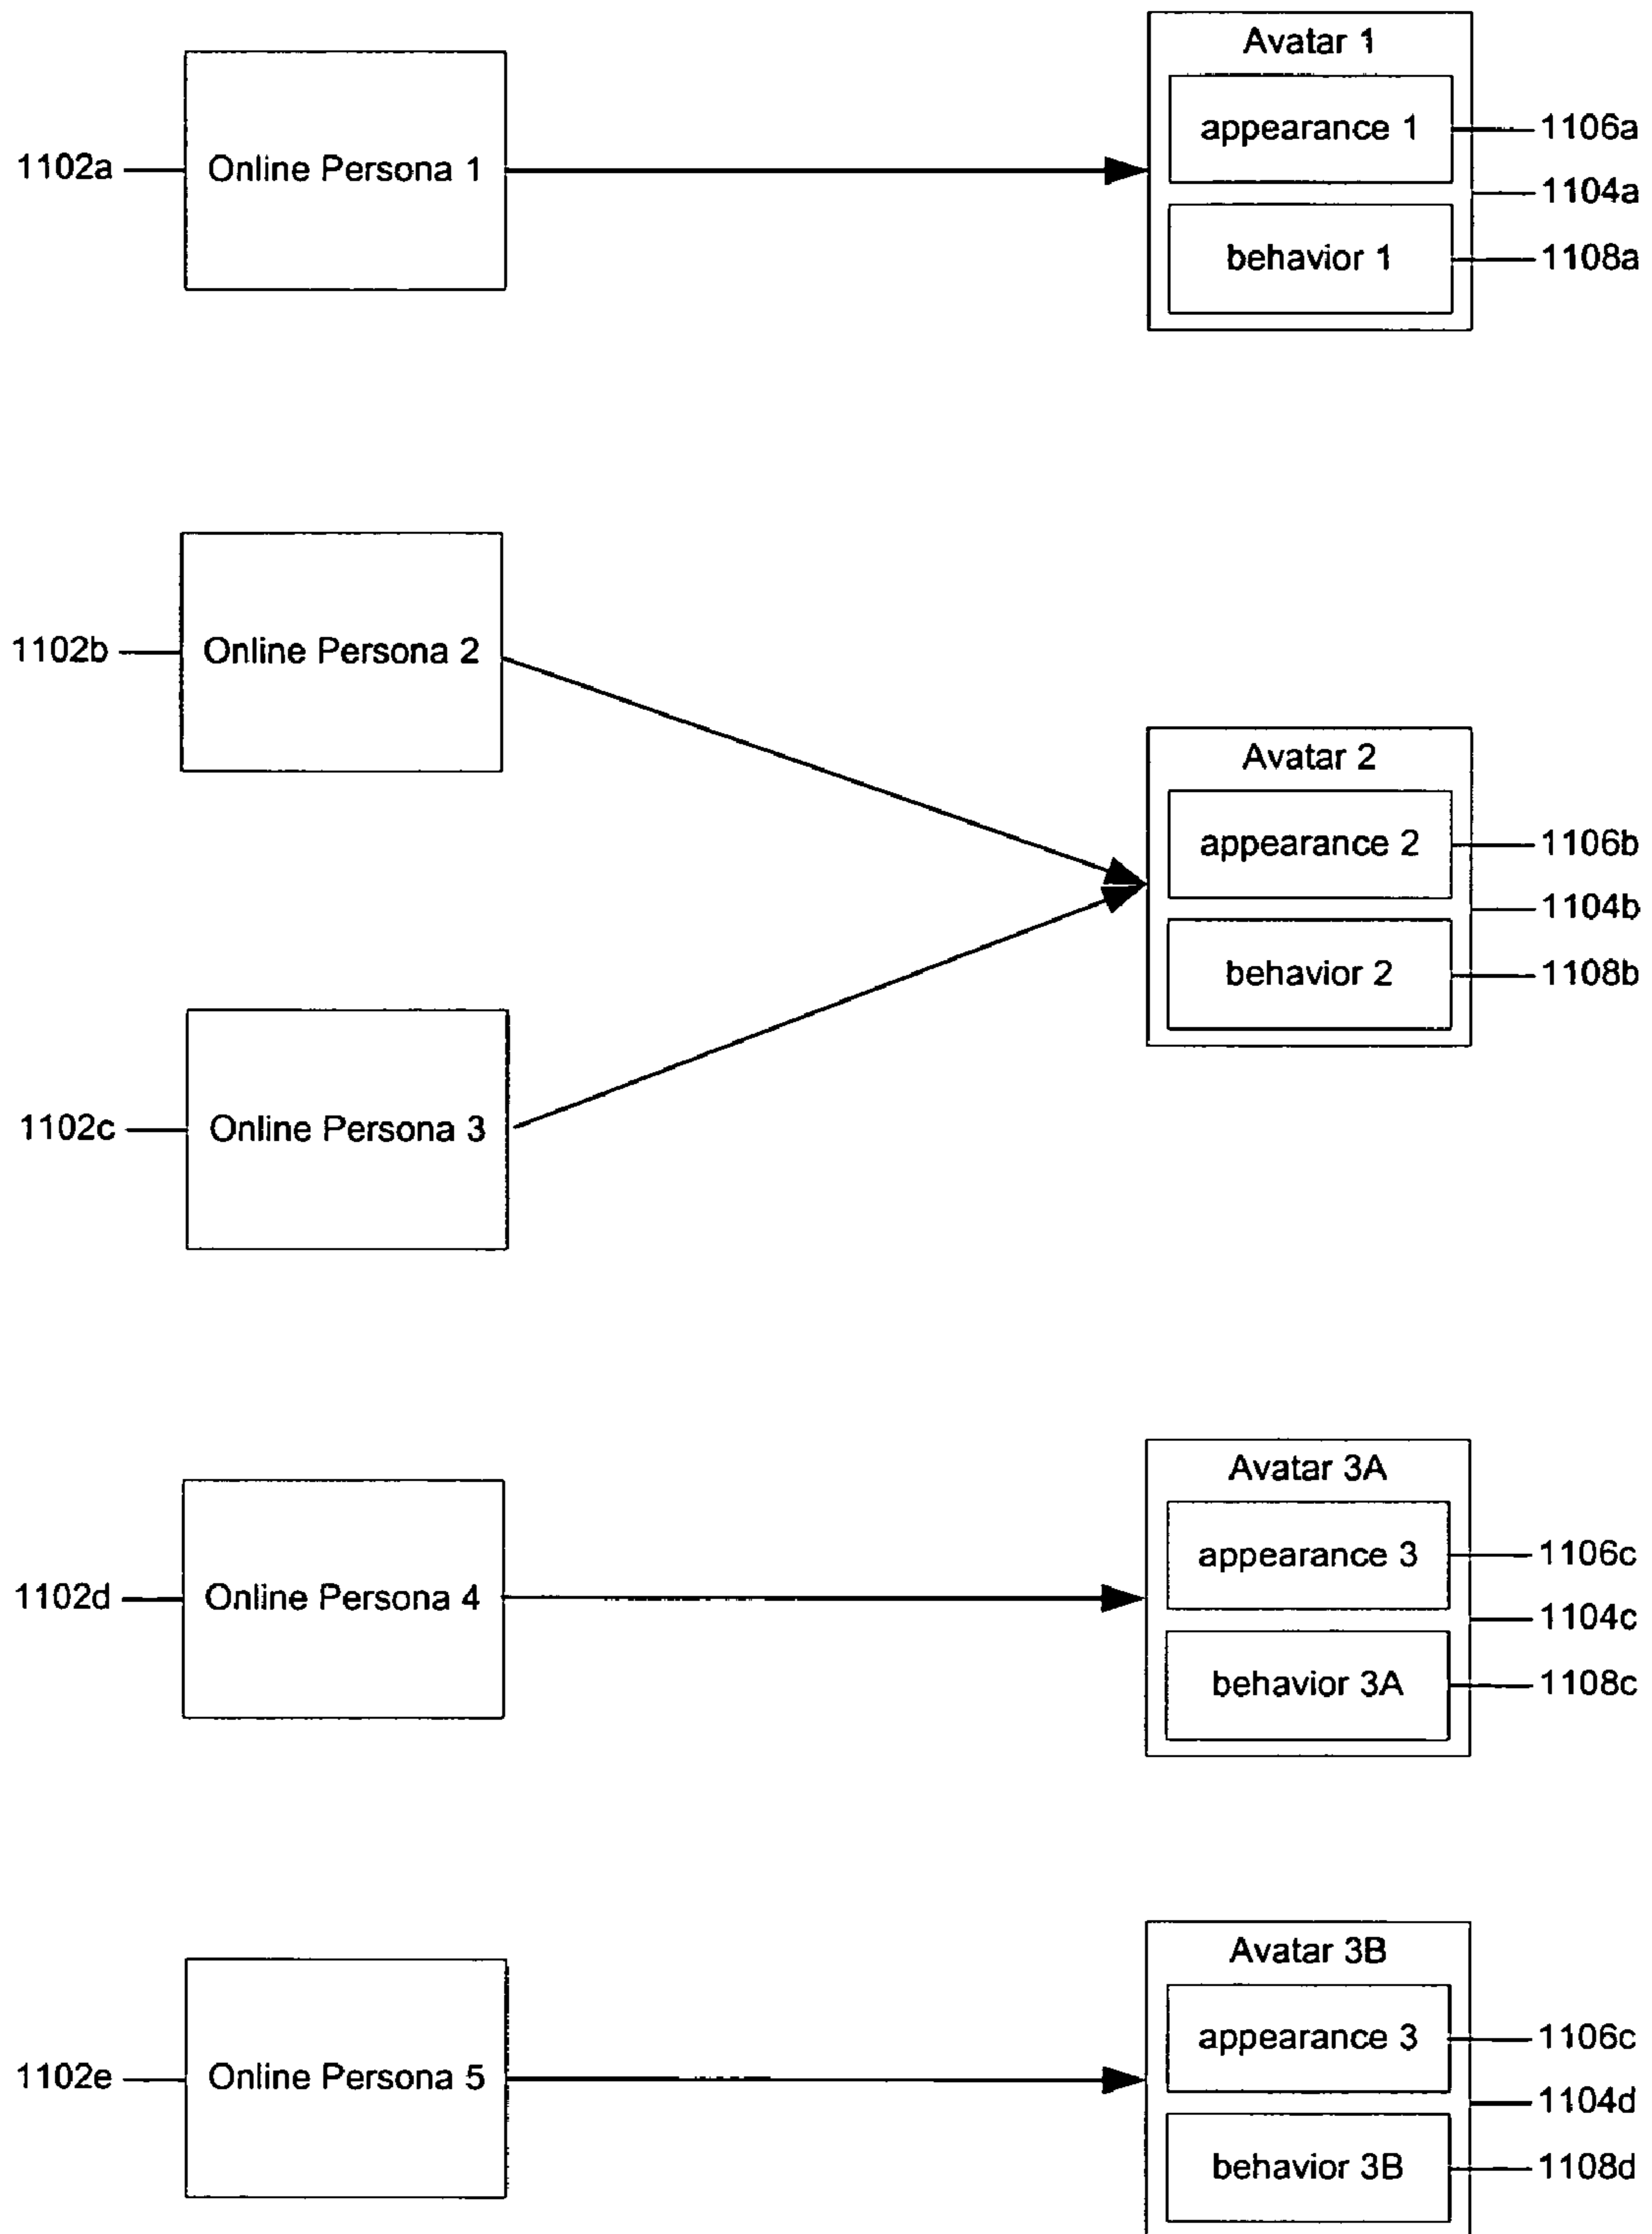 Avatar 1
appearance 1
1106a
1102a
Online Persona 1
1104a
behavior 1
1108a
1102b
Online Persona 2
Avatar 2
appearance 2
1106b
1104b
behavior 2
1108b
1102c
Online Persona 3
Avatar 3A
appearance 3
1106c
1102d
Online Persona 4
1104c
behavior 3A
1108c
Avatar 3B
appearance 3
1106c
1102e
Online Persona 5
1104d
behavior 3B
1108d